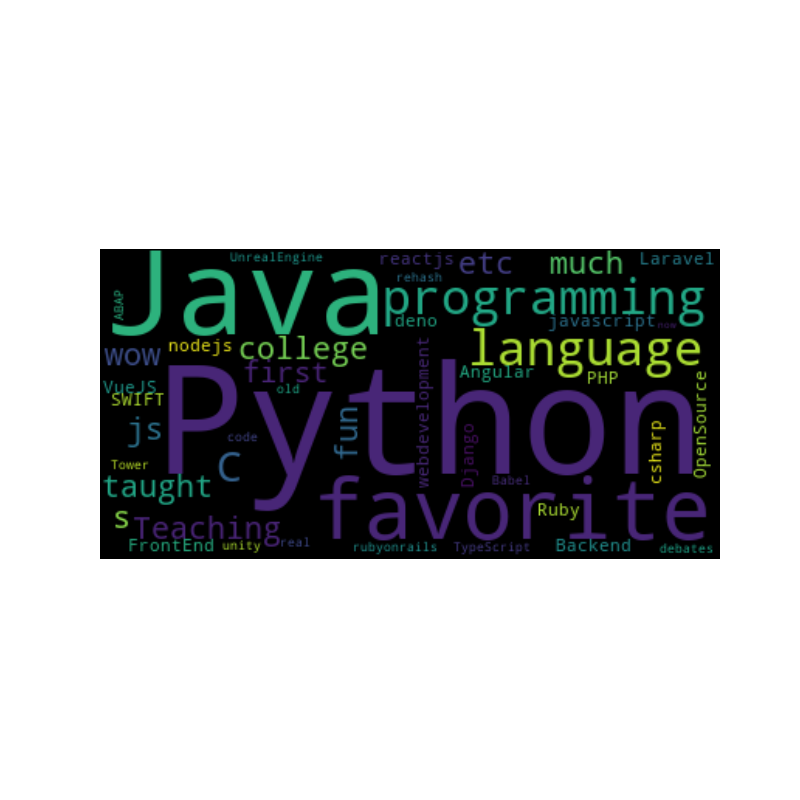 UnrealEngine
reactjs
etc
much
Laravel
Java
rehash
ABAP
programming
deno
javascript
now
wow
nodejs
college
language
first
Angular
PHP
VueJS
SWIFT
old
Python
webdevelopment
OpenSource
js
code
fun
Django
csharp
C
Tower
taught
Babel
favorite
s
Teaching
Ruby
FrontEnd
unity
real
rubyonrails
TypeScript
Backend
debates